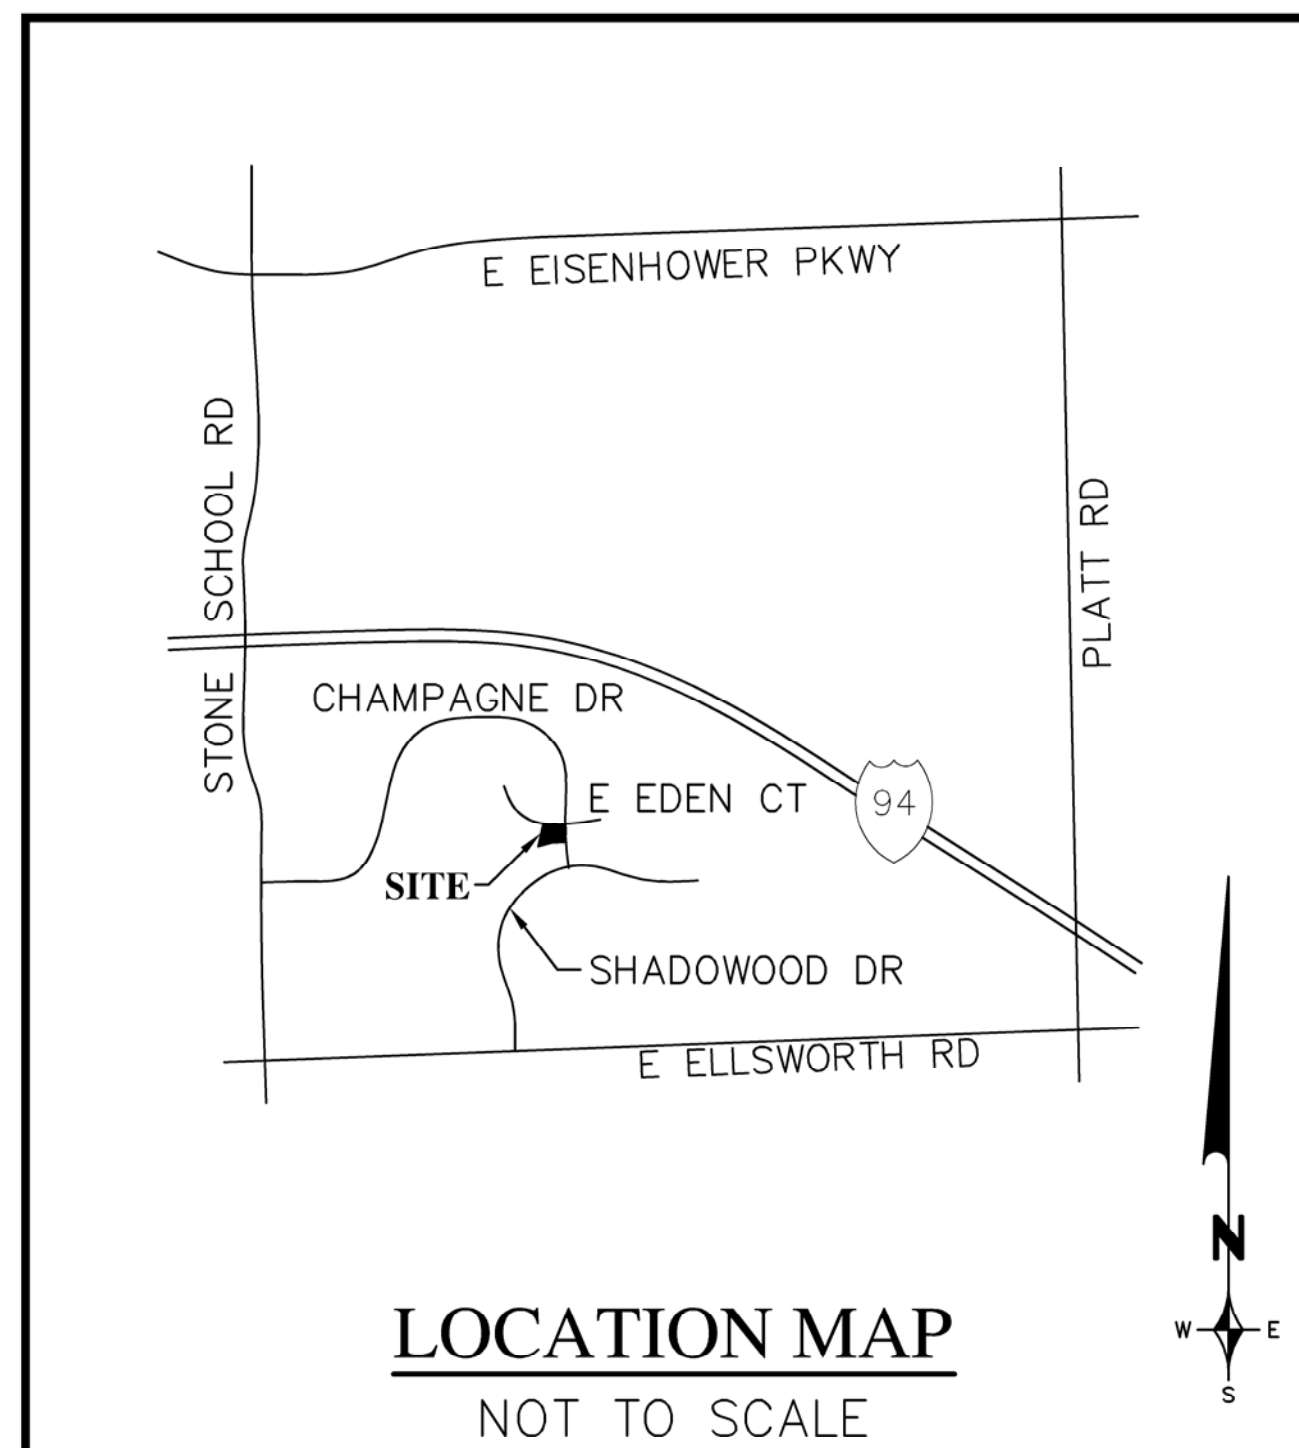 E EISENHOWER PKWY
STONE SCHOOL RD
PLATT RD
CHAMPAGNE DR
E EDEN CT
94
SITE
SHADOWOOD DR
E ELLSWORTH RD
N
W E
S
LOCATION MAP
NOT TO SCALE